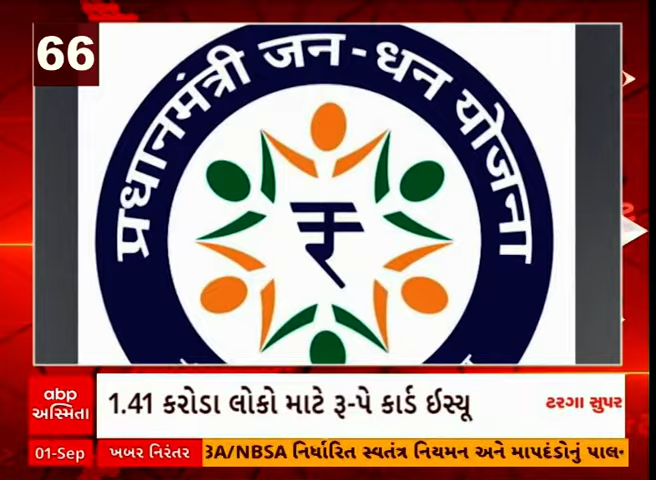 66
प्रधानमंत्री जन-धन योजना
abp
અસ્મિતા
1.41 કરોડા લોકો માટે રૂ-પે કાર્ડ ઈસ્યૂ
ટરગા સુપર
01-Sep
ખબર નિરંતર
3A/NBSA નિર્ધારિત સ્વતંત્ર નિયમન અને માપદંડોનું પાલ